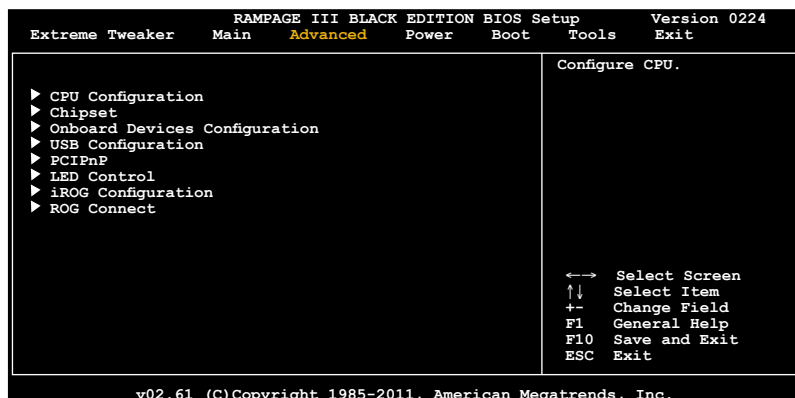 RAMPAGE III BLACK EDITION BIOS Setup Version 0224
Extreme Tweaker Main Advanced Power Boot Tools Exit
Configure CPU.
CPU Configuration
Chipset
Onboard Devices Configuration
USB Configuration
PCIPnP
LED Control
iROG Configuration
ROG Connect
←→ Select Screen
↑↓ Select Item
+- Change Field
F1 General Help
F10 Save and Exit
ESC Exit
v02.61 (C)Copyright 1985-2011, American Megatrends, Inc.